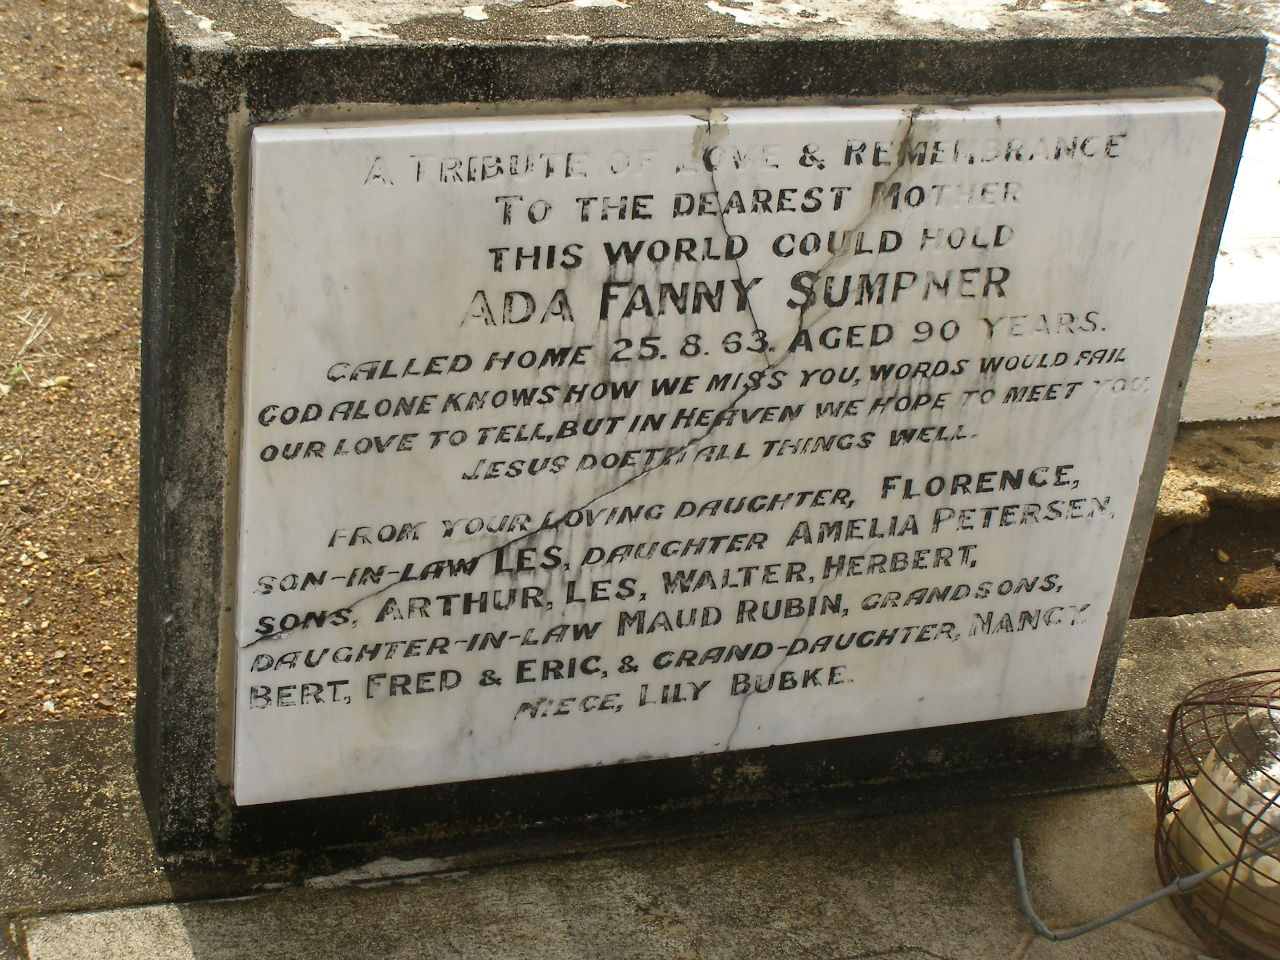 A TRIBUTE OF LOVE & REMEMBRANCE
TO THE DEAREST MOTHER
THIS WORLD COULD HOLD
ADA FANNY SUMPNER
CALLED HOME 25.8.63. AGED 90 YEARS.
GOD ALONE KNOWS HOW WE MISS YOU, WORDS WOULD FAIL
OUR LOVE TO TELL, BUT IN HEAVEN WE HOPE TO MEET YOU,
JESUS DOETH ALL THINGS WELL.
FROM YOUR LOVING DAUGHTER, FLORENCE,
SON-IN-LAW LES, DAUGHTER AMELIA PETERSEN,
SONS, ARTHUR, LES, WALTER, HERBERT,
DAUGHTER-IN-LAW MAUD RUBIN, GRANDSONS,
BERT, FRED & ERIC, & GRAND-DAUGHTER, NANCY.
NIECE, LILY BUBKE.